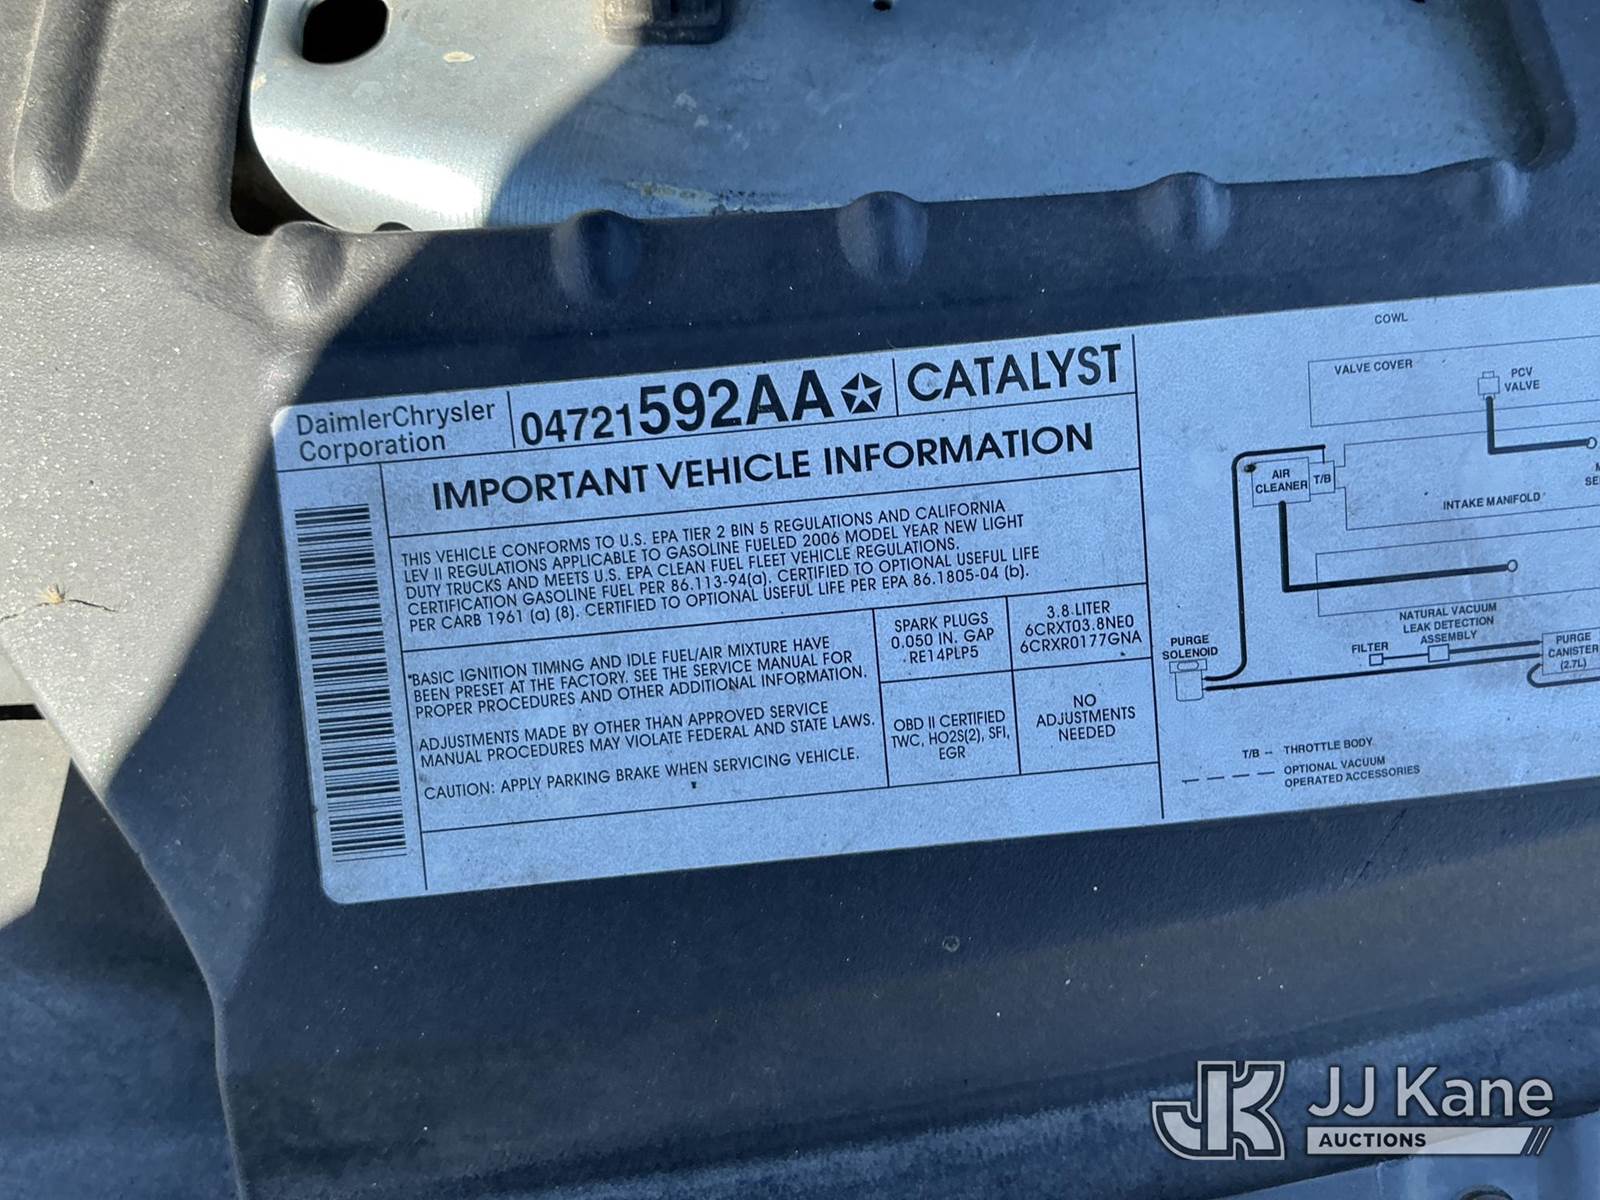 DaimlerChrysler
Corporation
04721592AA
CATALYST
IMPORTANT VEHICLE INFORMATION
THIS VEHICLE CONFORMS TO U.S. EPA TIER 2 BIN 5 REGULATIONS AND CALIFORNIA
LEV II REGULATIONS APPLICABLE TO GASOLINE FUELED 2006 MODEL YEAR NEW LIGHT
DUTY TRUCKS AND MEETS U.S. EPA CLEAN FUEL FLEET VEHICLE REGULATIONS.
CERTIFICATION GASOLINE FUEL PER 86.113-94(a). CERTIFIED TO OPTIONAL USEFUL LIFE
PER CARB 1961 (a) (8). CERTIFIED TO OPTIONAL USEFUL LIFE PER EPA 86.1805-04 (b).
*BASIC IGNITION TIMING AND IDLE FUEL/AIR MIXTURE HAVE
BEEN PRESET AT THE FACTORY. SEE THE SERVICE MANUAL FOR
PROPER PROCEDURES AND OTHER ADDITIONAL INFORMATION.
ADJUSTMENTS MADE BY OTHER THAN APPROVED SERVICE
MANUAL PROCEDURES MAY VIOLATE FEDERAL AND STATE LAWS.
CAUTION: APPLY PARKING BRAKE WHEN SERVICING VEHICLE.
SPARK PLUGS
0.050 IN. GAP
RE14PLP5
3.8 LITER
6CRXT03.8NE0
6CRXR0177GNA
OBD II CERTIFIED
TWC, HO2S(2), SFI,
EGR
NO
ADJUSTMENTS
NEEDED
COWL
VALVE COVER
PCV
VALVE
AIR
CLEANER
T/B
INTAKE MANIFOLD
NATURAL VACUUM
LEAK DETECTION
ASSEMBLY
FILTER
PURGE
SOLENOID
PURGE
CANISTER
(2.7L)
T/B -- THROTTLE BODY
OPTIONAL VACUUM
OPERATED ACCESSORIES
JK
JJ Kane
AUCTIONS